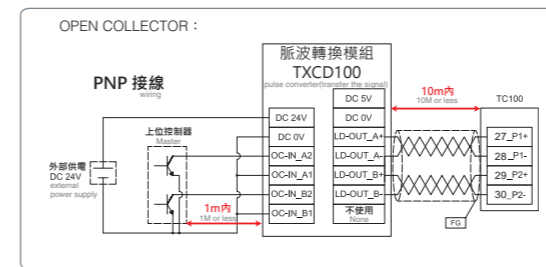 OPEN COLLECTOR：
PNP 接線
wiring
外部供電
DC 24V
external
power supply
上位控制器
Master
1m內
1M or less
脈波轉換模組
TXCD100
pulse converter(transfer the signal)
DC 24V
DC 0V
OC-IN_A2
OC-IN_A1
OC-IN_B2
OC-IN_B1
DC 5V
DC 0V
LD-OUT_A+
LD-OUT_A-
LD-OUT_B+
LD-OUT_B-
不使用
None
10m內
10M or less
TC100
27_P1+
28_P1-
29_P2+
30_P2-
FG